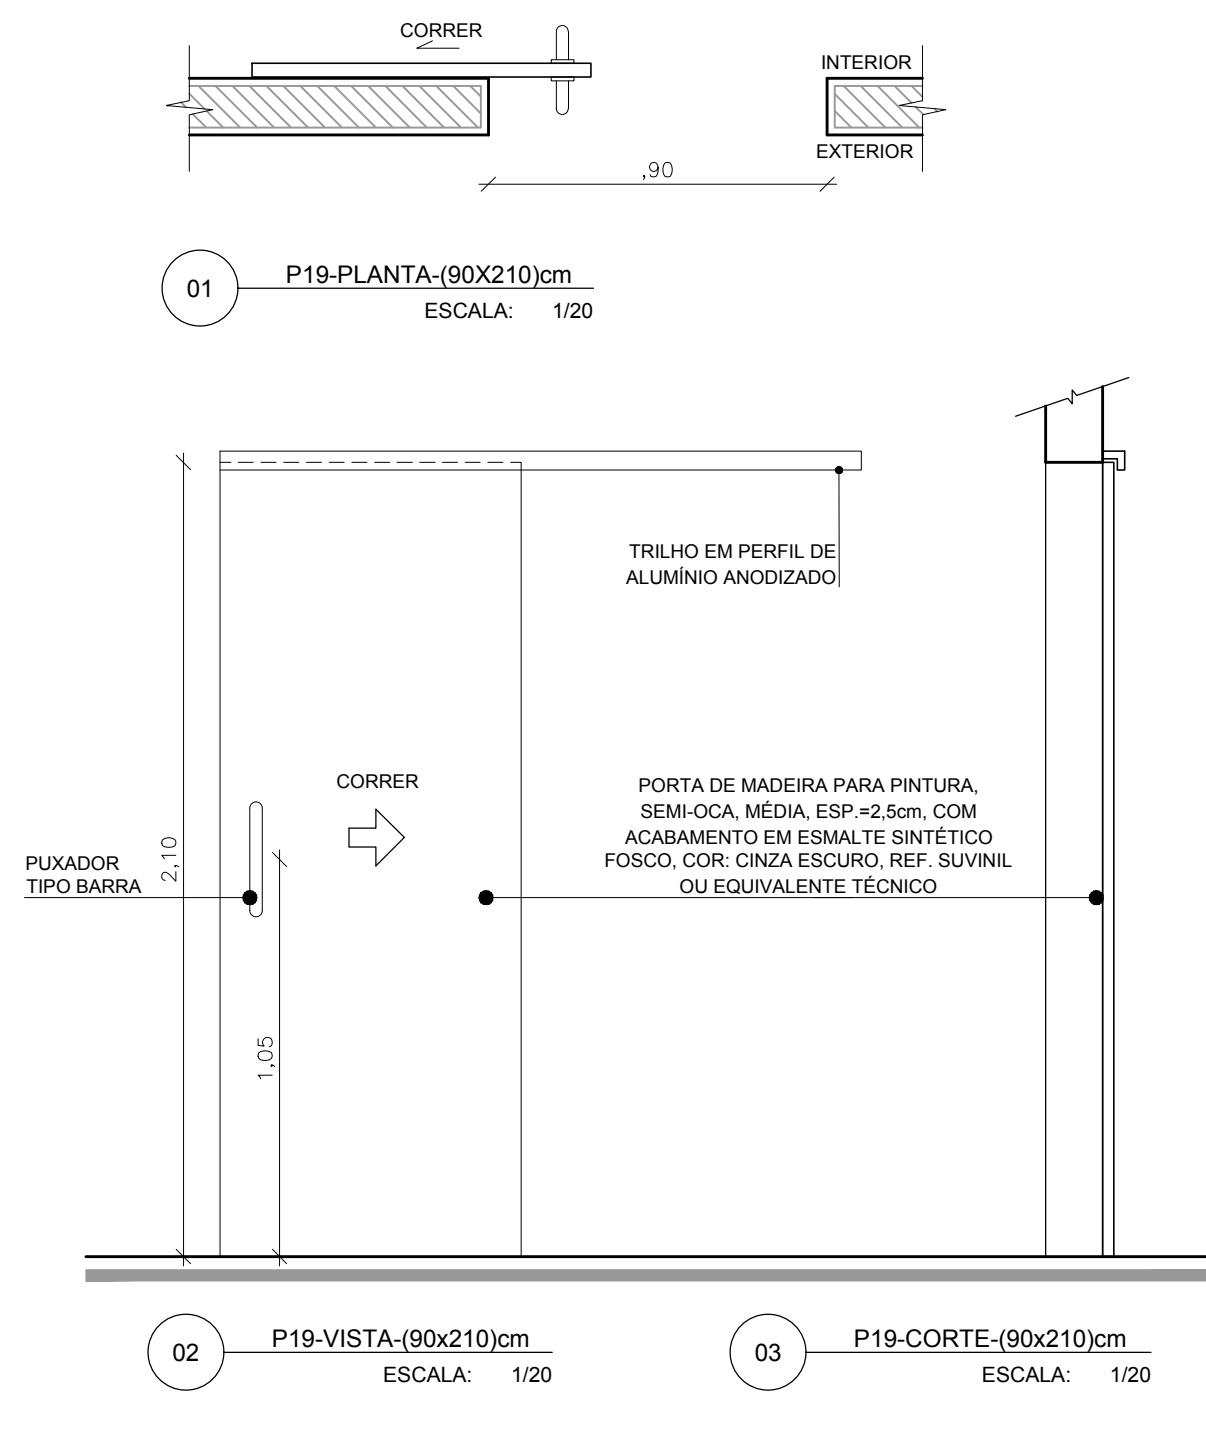 CORRER
INTERIOR
EXTERIOR
,90
01
P19-PLANTA-(90X210)cm
ESCALA: 1/20
TRILHO EM PERFIL DE
ALUMÍNIO ANODIZADO
CORRER
PORTA DE MADEIRA PARA PINTURA,
SEMI-OCA, MÉDIA, ESP.=2,5cm, COM
ACABAMENTO EM ESMALTE SINTÉTICO
FOSCO, COR: CINZA ESCURO, REF. SUVINIL
OU EQUIVALENTE TÉCNICO
PUXADOR
TIPO BARRA
2,10
1,05
02
P19-VISTA-(90x210)cm
ESCALA: 1/20
03
P19-CORTE-(90x210)cm
ESCALA: 1/20